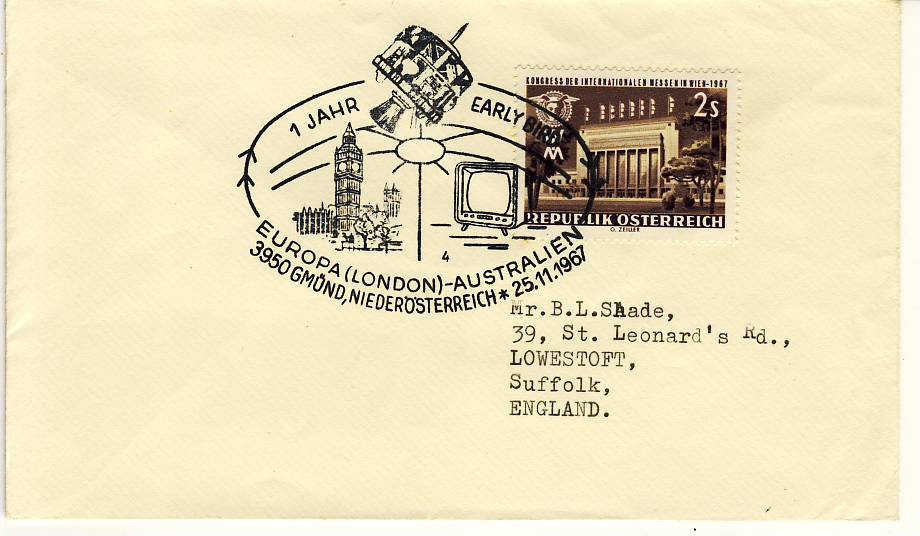 1 JAHR EARLY BIRD
EUROPA (LONDON)-AUSTRALIEN
3950 GMÜND, NIEDERÖSTERREICH * 25.11.1967
4
KONGRESS DER INTERNATIONALEN MESSEN IN WIEN-1967
2s
REPUBLIK ÖSTERREICH
O. ZEILLER
Mr.B.L.Shade,
39, St. Leonard's Rd.,
LOWESTOFT,
Suffolk,
ENGLAND.